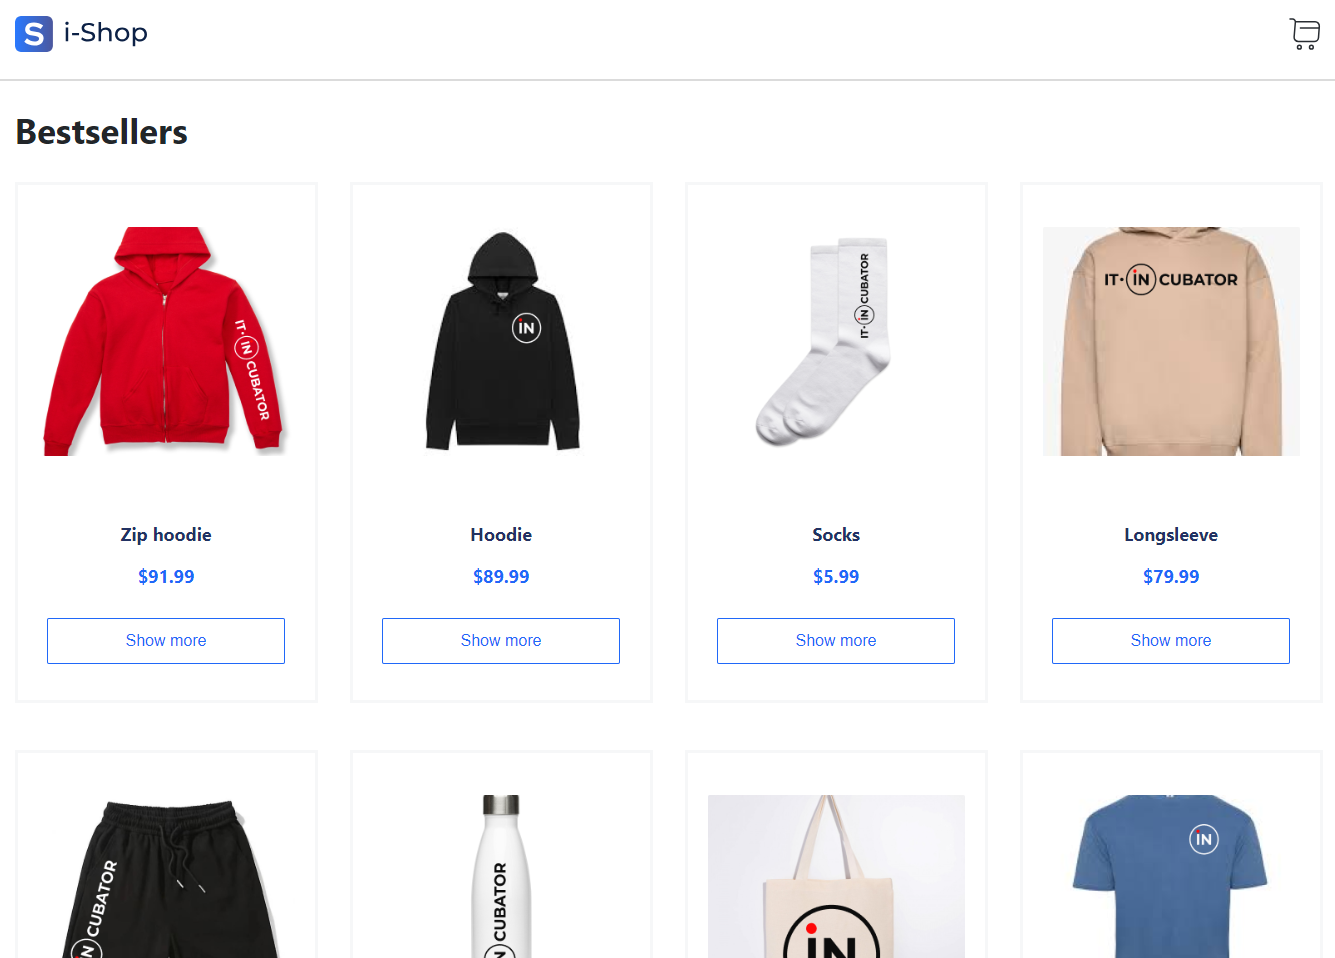 S i-Shop
Bestsellers
IT·IN CUBATOR
IN
IT·IN CUBATOR
IT·IN CUBATOR
Zip hoodie
Hoodie
Socks
Longsleeve
$91.99
$89.99
$5.99
$79.99
Show more
Show more
Show more
Show more
IN CUBATOR
IN CUBATOR
IN
IN